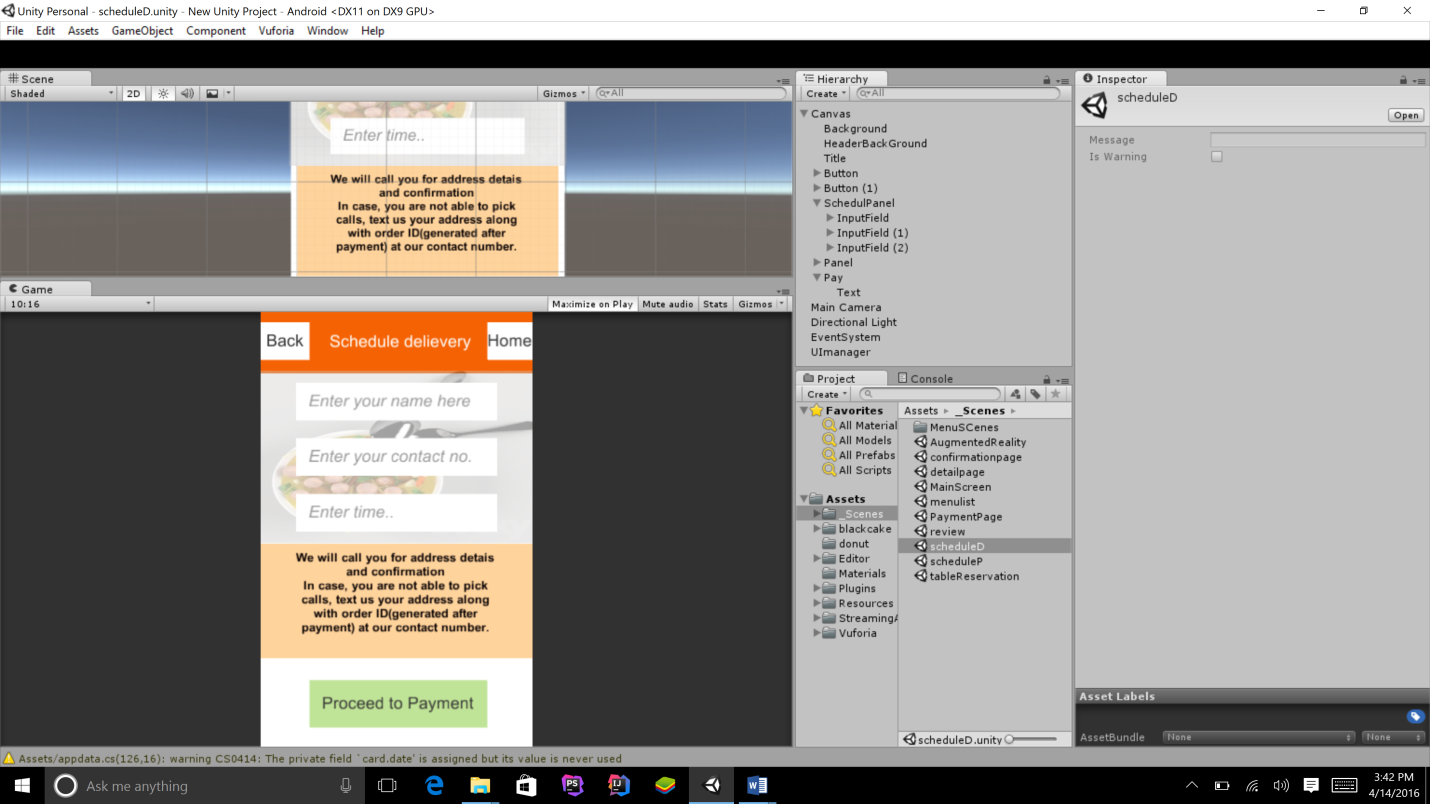 Unity Personal - scheduleD.unity - New Unity Project - Android <DX11 on DX9 GPU>
File Edit Assets GameObject Component Vuforia Window Help
Scene
Shaded 2D Gizmos All
Enter time..
We will call you for address detais
and confirmation
In case, you are not able to pick
calls, text us your address along
with order ID(generated after
payment) at our contact number.
Game
10:16 Maximize on Play Mute audio Stats Gizmos
Back Schedule delievery Home
Enter your name here
Enter your contact no.
Enter time..
We will call you for address detais
and confirmation
In case, you are not able to pick
calls, text us your address along
with order ID(generated after
payment) at our contact number.
Proceed to Payment
Hierarchy
Create All
Canvas
Background
HeaderBackGround
Title
Button
Button (1)
SchedulPanel
InputField
InputField (1)
InputField (2)
Panel
Pay
Text
Main Camera
Directional Light
EventSystem
UImanager
Project Console
Create
Favorites
All Material
All Models
All Prefabs
All Scripts
Assets
_Scenes
blackcake
donut
Editor
Materials
Plugins
Resources
StreamingA
Vuforia
Assets _Scenes
MenuSCenes
AugmentedReality
confirmationpage
detailpage
MainScreen
menulist
PaymentPage
review
scheduleD
scheduleP
tableReservation
scheduleD.unity
Inspector
scheduleD
Open
Message
Is Warning
Asset Labels
AssetBundle None None
Assets/appdata.cs(126,16): warning CS0414: The private field `card.date' is assigned but its value is never used
Ask me anything
PS
IJ
W
3:42 PM
4/14/2016